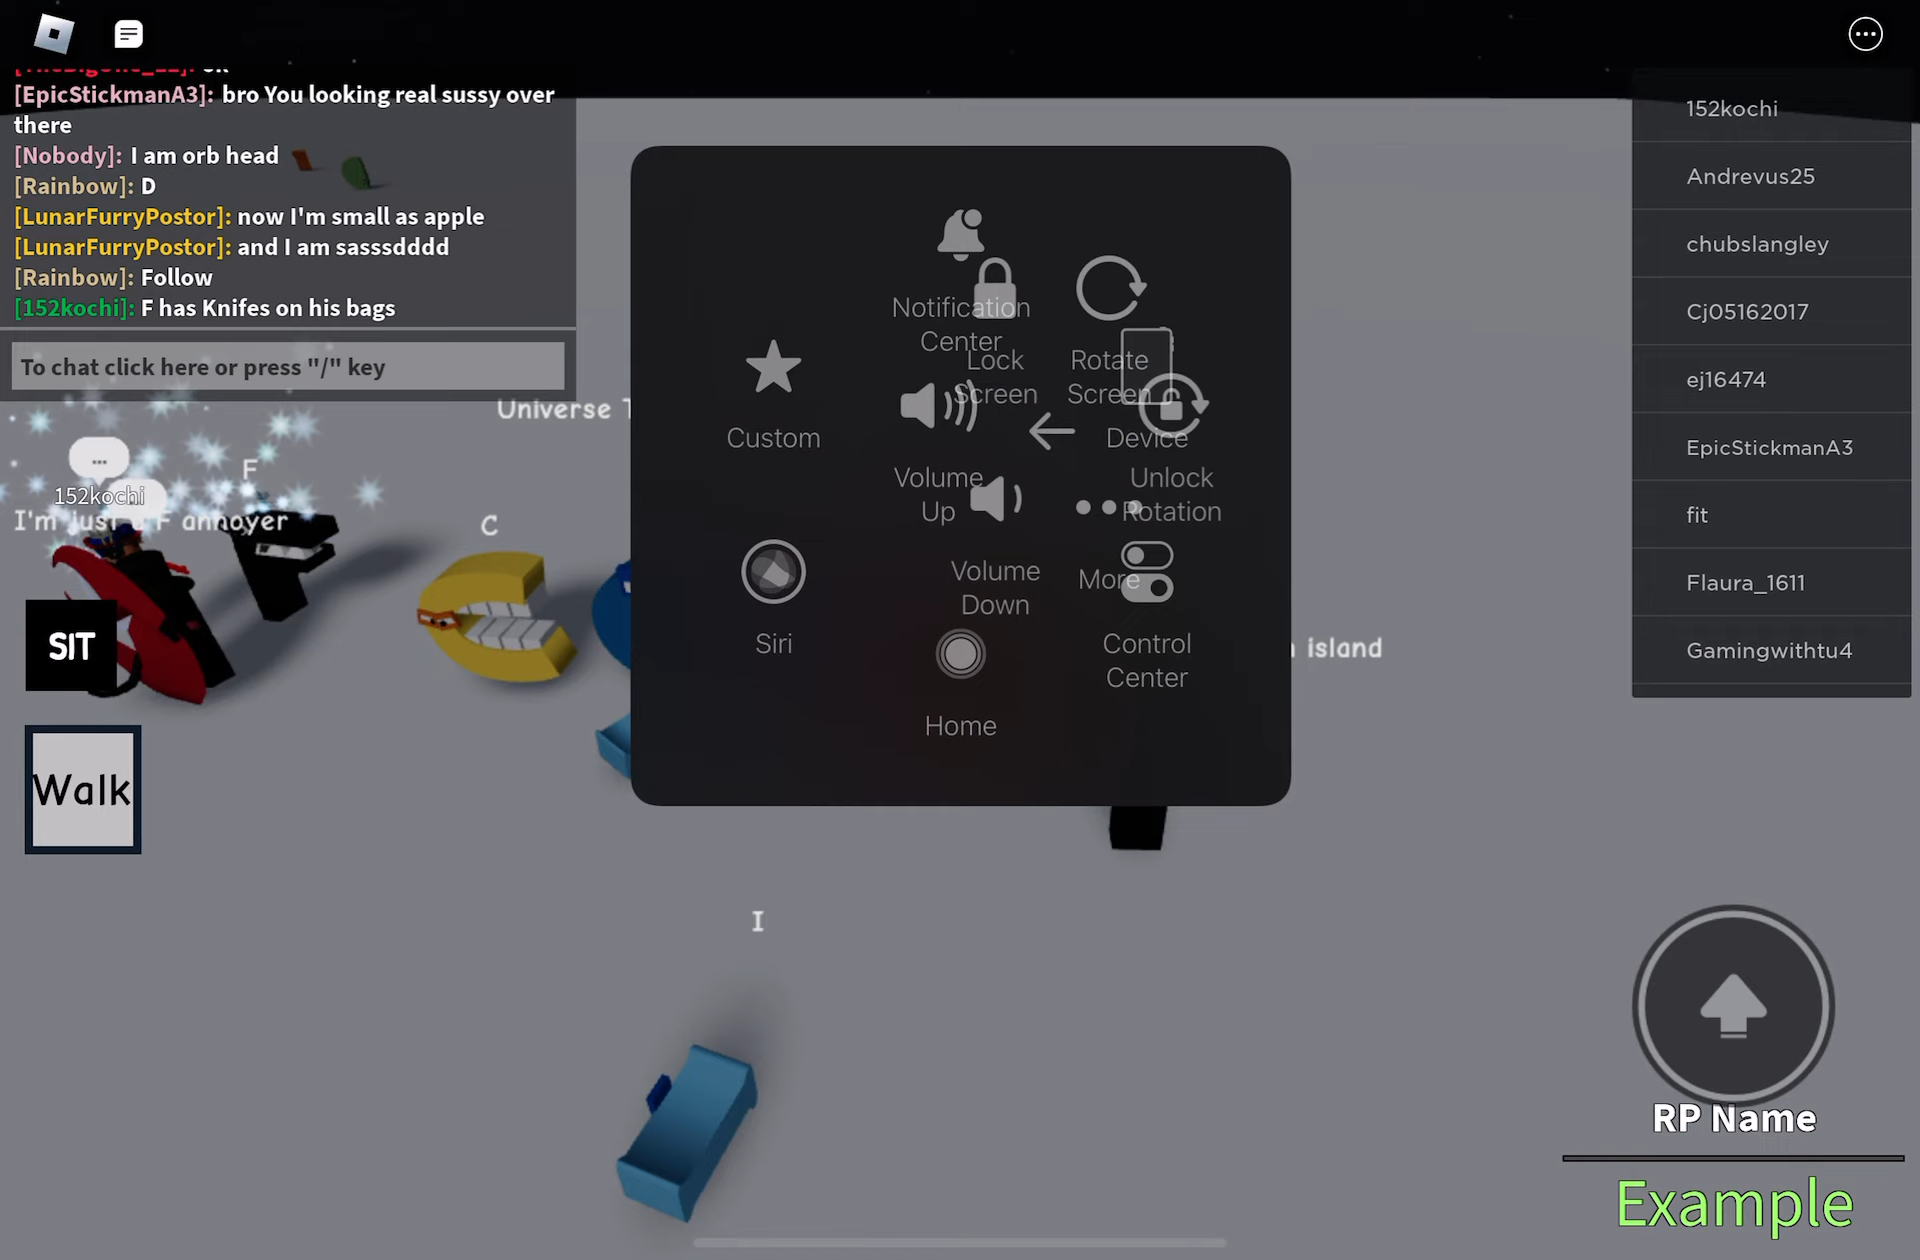 [EpicStickmanA3]: bro You looking real sussy over
there
[Nobody]: I am orb head
[Rainbow]: D
[LunarFurryPostor]: now I'm small as apple
[LunarFurryPostor]: and I am sasssdddd
[Rainbow]: Follow
[152kochi]: F has Knifes on his bags
To chat click here or press "/" key
Universe
F
152kochi
I'm just F annoyer
C
SIT
Walk
I
island
Notification
Center
Lock
Screen
Rotate
Screen
Custom
Device
Volume
Up
Unlock
Rotation
Volume
Down
More
Siri
Control
Center
Home
152kochi
Andrevus25
chubslangley
Cj05162017
ej16474
EpicStickmanA3
fit
Flaura_1611
Gamingwithtu4
RP Name
Example